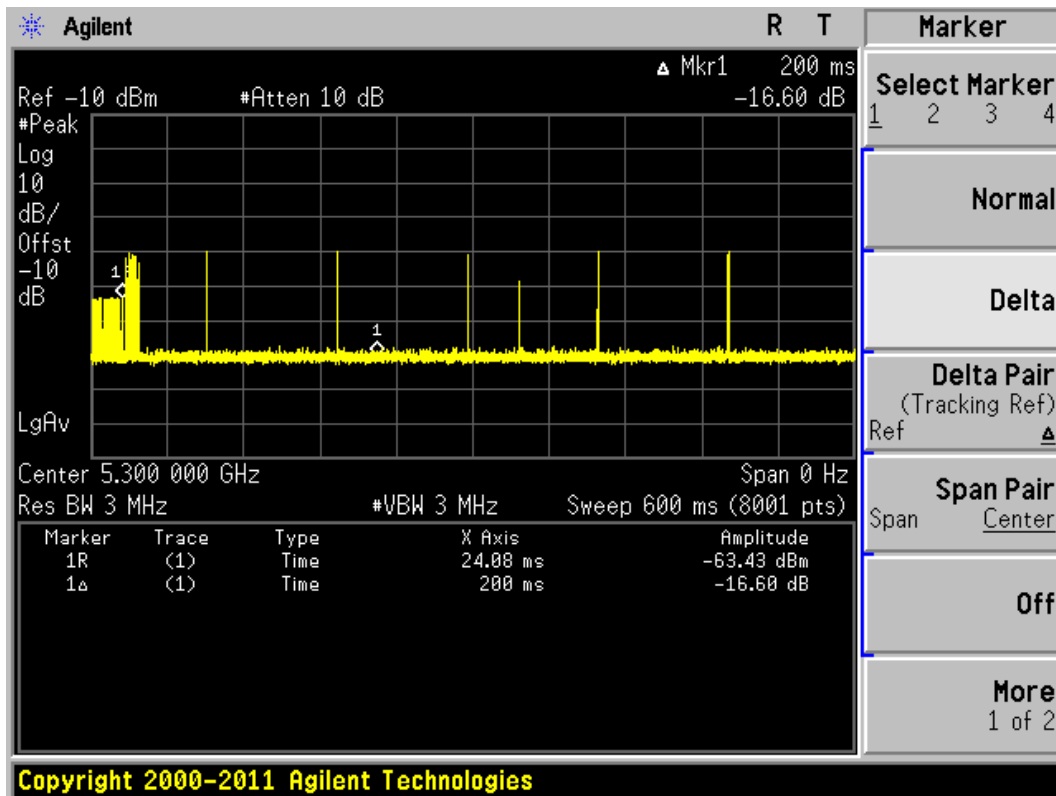 Agilent R T
Marker
▵ Mkr1 200 ms
Ref -10 dBm #Atten 10 dB -16.60 dB
#Peak
Log
10
dB/
Offst
-10
dB
1
1
LgAv
Center 5.300 000 GHz Span 0 Hz
Res BW 3 MHz #VBW 3 MHz Sweep 600 ms (8001 pts)
Marker Trace Type X Axis Amplitude
1R (1) Time 24.08 ms -63.43 dBm
1▵ (1) Time 200 ms -16.60 dB
Select Marker
1 2 3 4
Normal
Delta
Delta Pair
(Tracking Ref)
Ref ▵
Span Pair
Span Center
Off
More
1 of 2
Copyright 2000-2011 Agilent Technologies